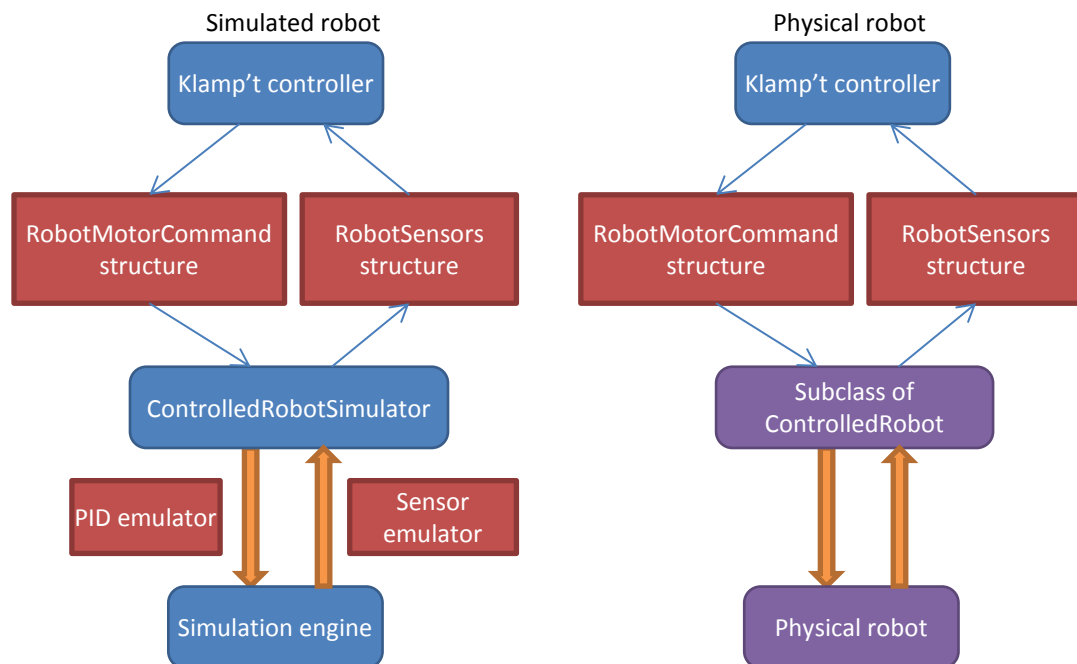 Simulated robot
Klamp’t controller
RobotMotorCommand
structure
RobotSensors
structure
ControlledRobotSimulator
PID emulator
Sensor
emulator
Simulation engine
Physical robot
Klamp’t controller
RobotMotorCommand
structure
RobotSensors
structure
Subclass of
ControlledRobot
Physical robot